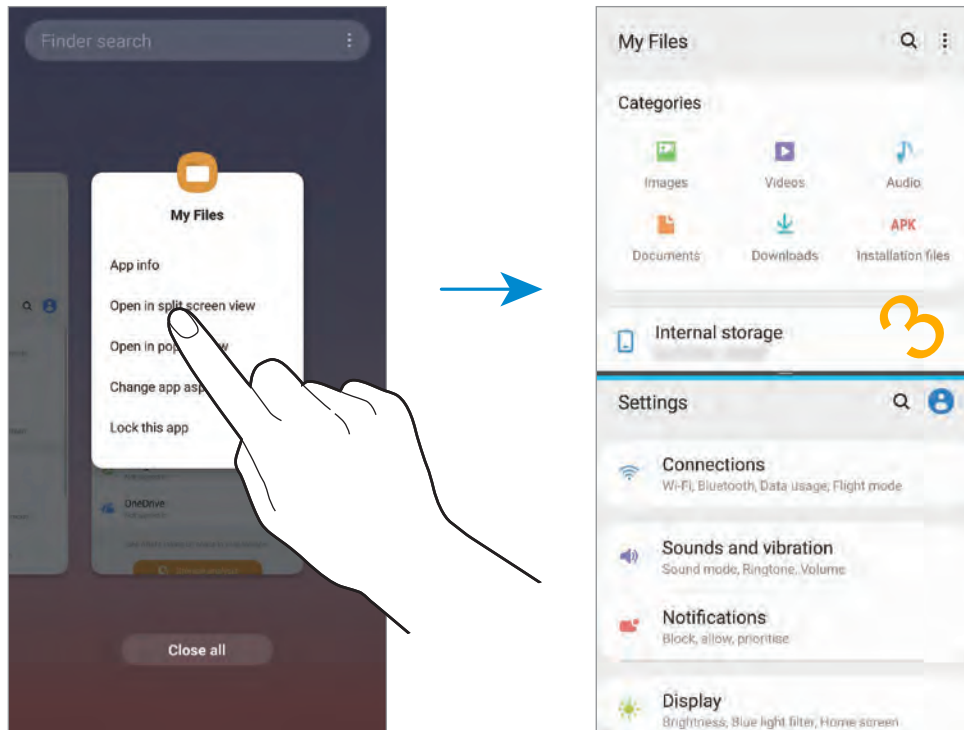 Finder search
My Files
App info
Open in split screen view
Open in pop
w
Change app asp
Lock this app
OneDrive
Close all
My Files
Categories
Images
Videos
Audio
APK
Documents
Downloads
Installation files
Internal storage
3
Settings
Connections
Wi-Fi, Bluetooth, Data usage, Flight mode
Sounds and vibration
Sound mode, Ringtone, Volume
Notifications
Block, allow, prioritise
Display
Brightness, Blue light filter, Home screen